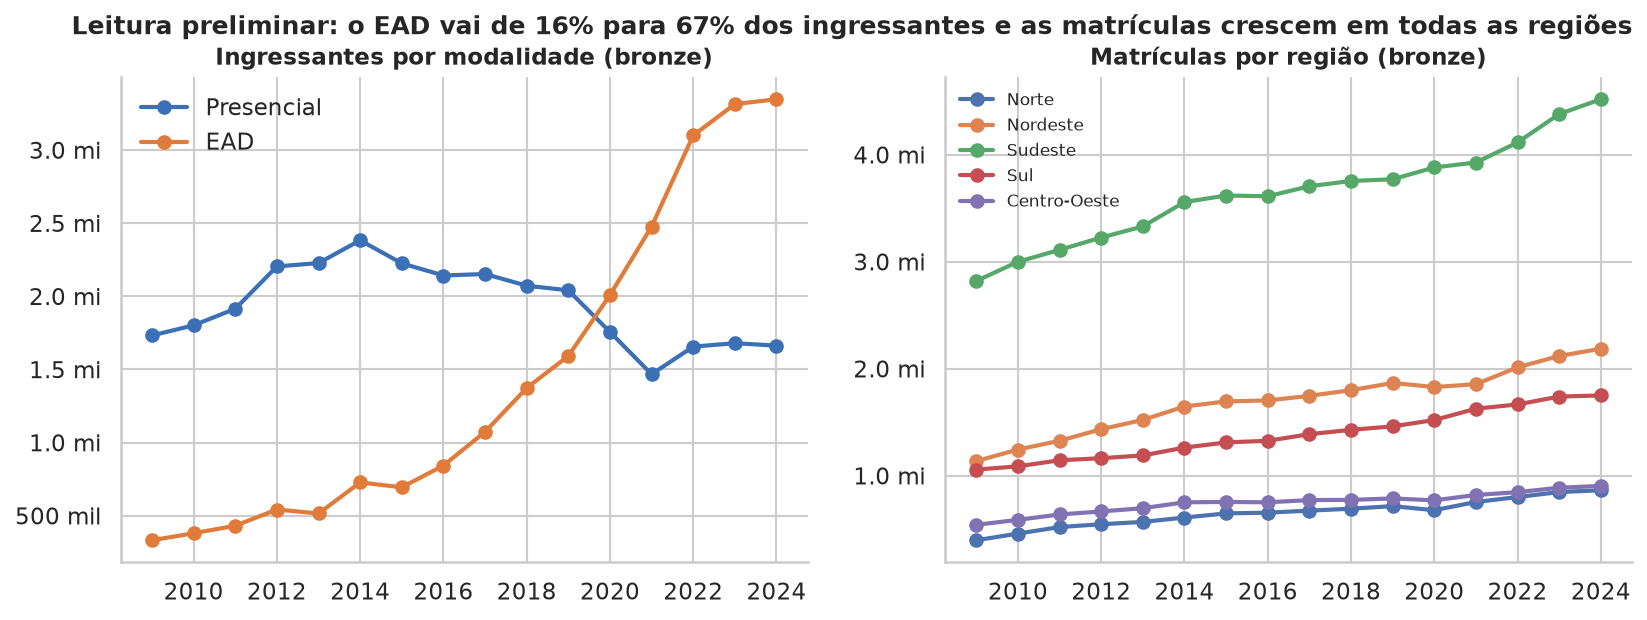 Leitura preliminar: o EAD vai de 16% para 67% dos ingressantes e as matrículas crescem em todas as regiões
Ingressantes por modalidade (bronze)
Presencial
EAD
3.0 mi
2.5 mi
2.0 mi
1.5 mi
1.0 mi
500 mil
2010 2012 2014 2016 2018 2020 2022 2024
Matrículas por região (bronze)
Norte
Nordeste
Sudeste
Sul
Centro-Oeste
4.0 mi
3.0 mi
2.0 mi
1.0 mi
2010 2012 2014 2016 2018 2020 2022 2024